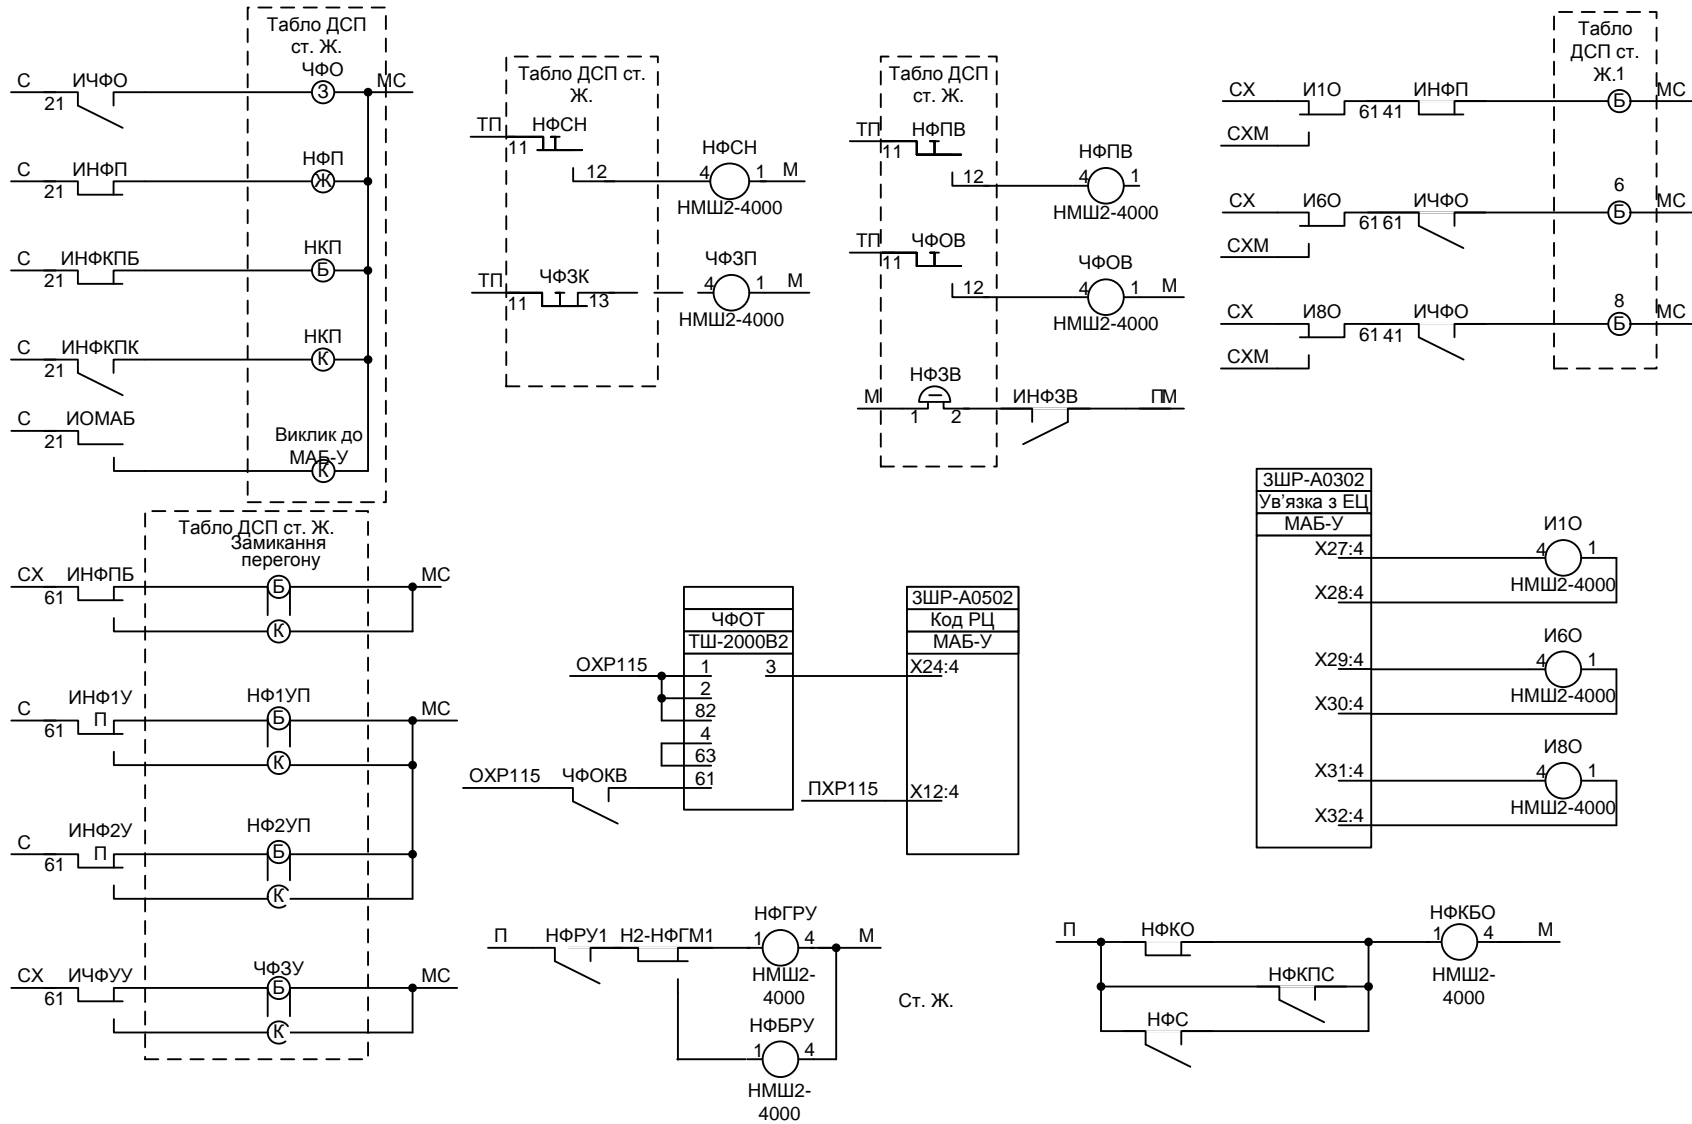 Табло ДСП
ст. Ж.
ЧФО
С
ИЧФО
21
З
МС
НФП
С
ИНФП
21
Ж
НКП
С
ИНФКПБ
21
Б
НКП
С
ИНФКПК
21
К
С
ИОМАБ
21
Виклик до
МАБ-У
К
Табло ДСП ст.
Ж.
ТП
НФСН
11
12
НФСН
4
1
М
НМШ2-4000
ТП
ЧФЗК
11
13
ЧФЗП
4
1
М
НМШ2-4000
Табло ДСП
ст. Ж.
ТП
НФПВ
11
12
НФПВ
4
1
НМШ2-4000
ТП
ЧФОВ
11
12
ЧФОВ
4
1
М
НМШ2-4000
НФЗВ
М
1
2
ИНФЗВ
ПМ
Табло
ДСП ст.
Ж.1
СХ
И1О
61
41
ИНФП
Б
МС
СХМ
6
СХ
И6О
61
61
ИЧФО
Б
МС
СХМ
8
СХ
И8О
61
41
ИЧФО
Б
МС
СХМ
Табло ДСП ст. Ж.
Замикання
перегону
СХ
ИНФПБ
61
Б
К
МС
С
ИНФ1У
П
61
НФ1УП
Б
К
МС
С
ИНФ2У
П
61
НФ2УП
Б
К
СХ
ИЧФУУ
61
ЧФЗУ
Б
К
МС
ЧФОТ
ТШ-2000В2
ОХР115
1
3
2
82
4
63
61
ОХР115
ЧФОКВ
3ШР-А0502
Код РЦ
МАБ-У
Х24:4
ПХР115
Х12:4
3ШР-А0302
Ув’язка з ЕЦ
МАБ-У
Х27:4
Х28:4
И1О
4
1
НМШ2-4000
Х29:4
Х30:4
И6О
4
1
НМШ2-4000
Х31:4
Х32:4
И8О
4
1
НМШ2-4000
П
НФРУ1
Н2-НФГМ1
НФГРУ
1
4
М
НМШ2-
4000
НФБРУ
1
4
НМШ2-
4000
Ст. Ж.
П
НФКО
НФКПС
НФС
НФКБО
1
4
М
НМШ2-
4000